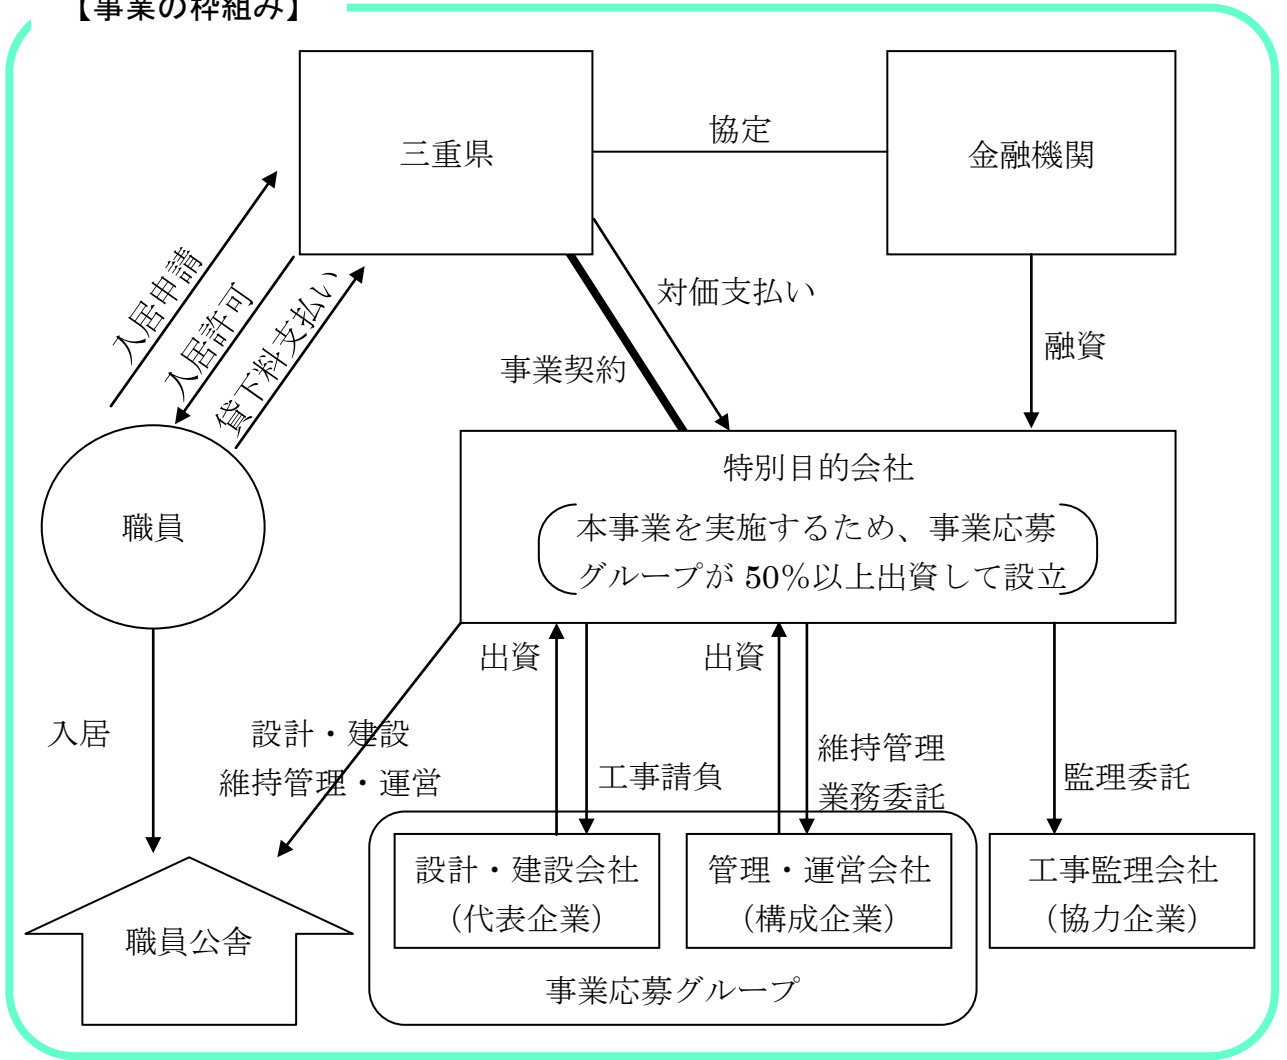 【事業の枠組み】
三重県
協定
金融機関
入居申請
入居許可
貸下料支払い
対価支払い
事業契約
融資
職員
特別目的会社
本事業を実施するため、事業応募
グループが 50%以上出資して設立
出資
出資
入居
設計・建設
維持管理・運営
工事請負
維持管理
業務委託
監理委託
職員公舎
設計・建設会社
（代表企業）
管理・運営会社
（構成企業）
工事監理会社
（協力企業）
事業応募グループ